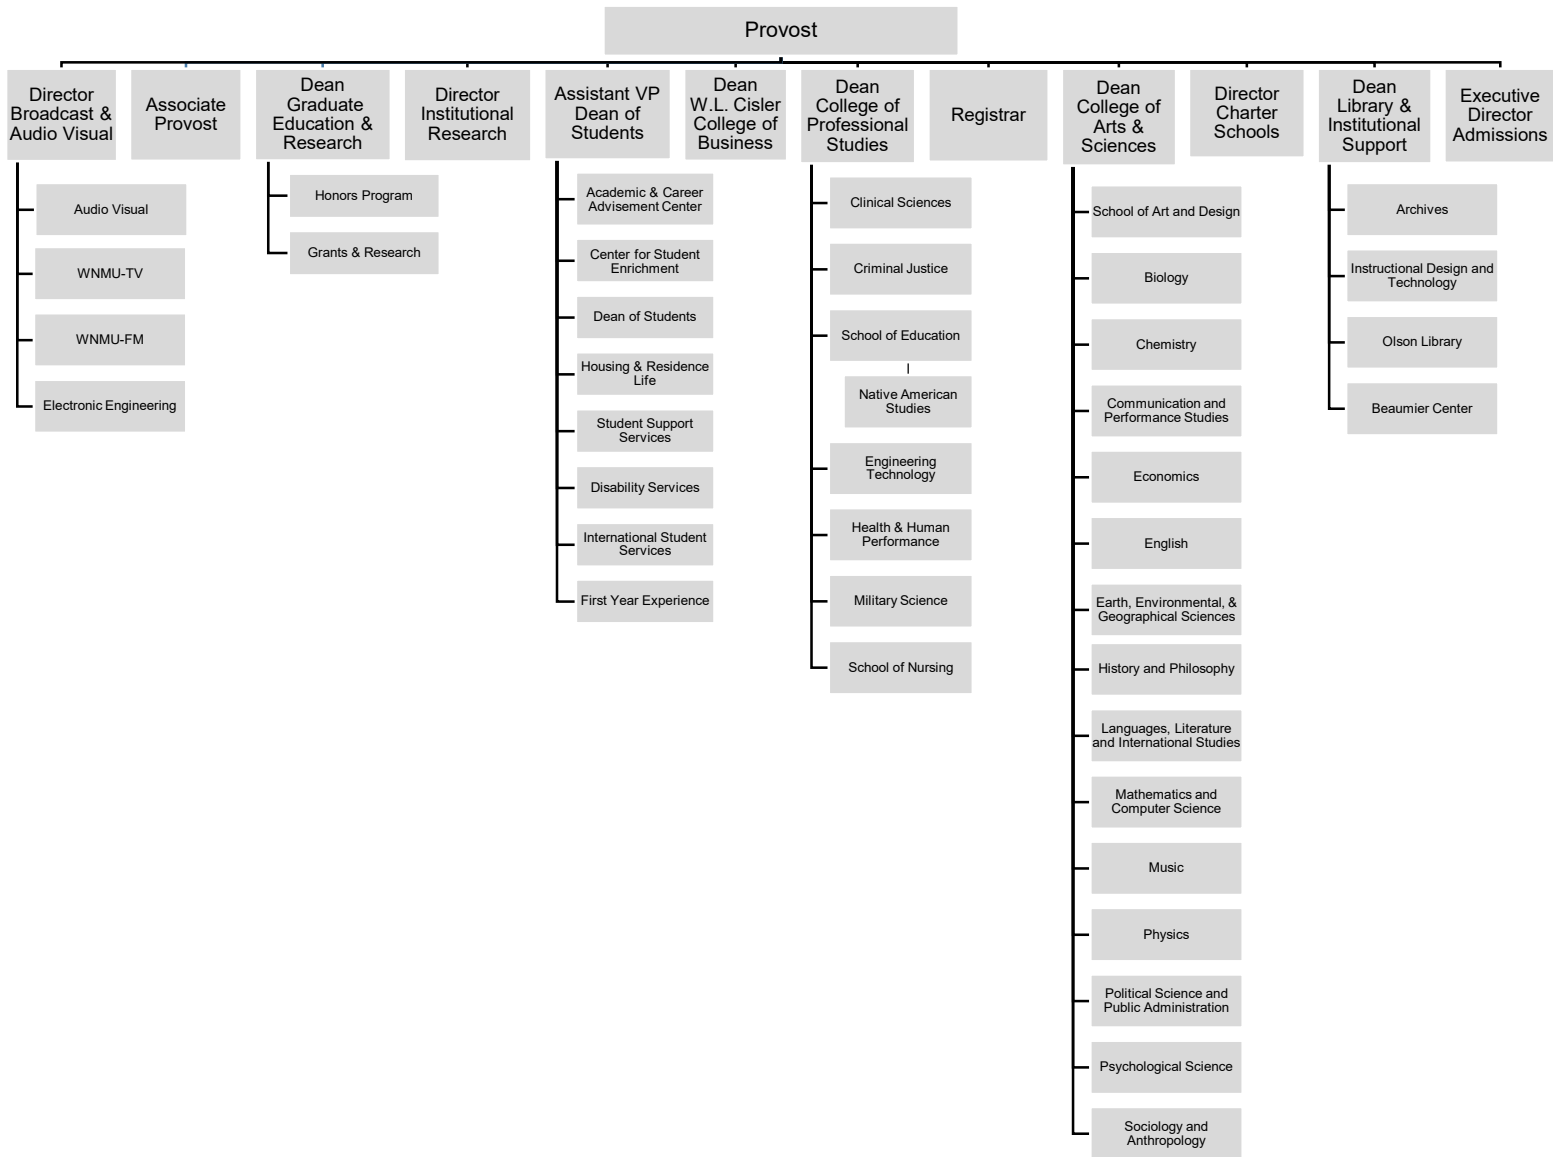 Provost
Director
Broadcast &
Audio Visual
Associate
Provost
Dean
Graduate
Education &
Research
Director
Institutional
Research
Assistant VP
Dean of
Students
Dean
W.L. Cisler
College of
Business
Dean
College of
Professional
Studies
Registrar
Dean
College of
Arts &
Sciences
Director
Charter
Schools
Dean
Library &
Institutional
Support
Executive
Director
Admissions
Audio Visual
WNMU-TV
WNMU-FM
Electronic Engineering
Honors Program
Grants & Research
Academic & Career
Advisement Center
Center for Student
Enrichment
Dean of Students
Housing & Residence
Life
Student Support
Services
Disability Services
International Student
Services
First Year Experience
Clinical Sciences
Criminal Justice
School of Education
Native American
Studies
Engineering
Technology
Health & Human
Performance
Military Science
School of Nursing
School of Art and Design
Biology
Chemistry
Communication and
Performance Studies
Economics
English
Earth, Environmental, &
Geographical Sciences
History and Philosophy
Languages, Literature
and International Studies
Mathematics and
Computer Science
Music
Physics
Political Science and
Public Administration
Psychological Science
Sociology and
Anthropology
Archives
Instructional Design and
Technology
Olson Library
Beaumier Center